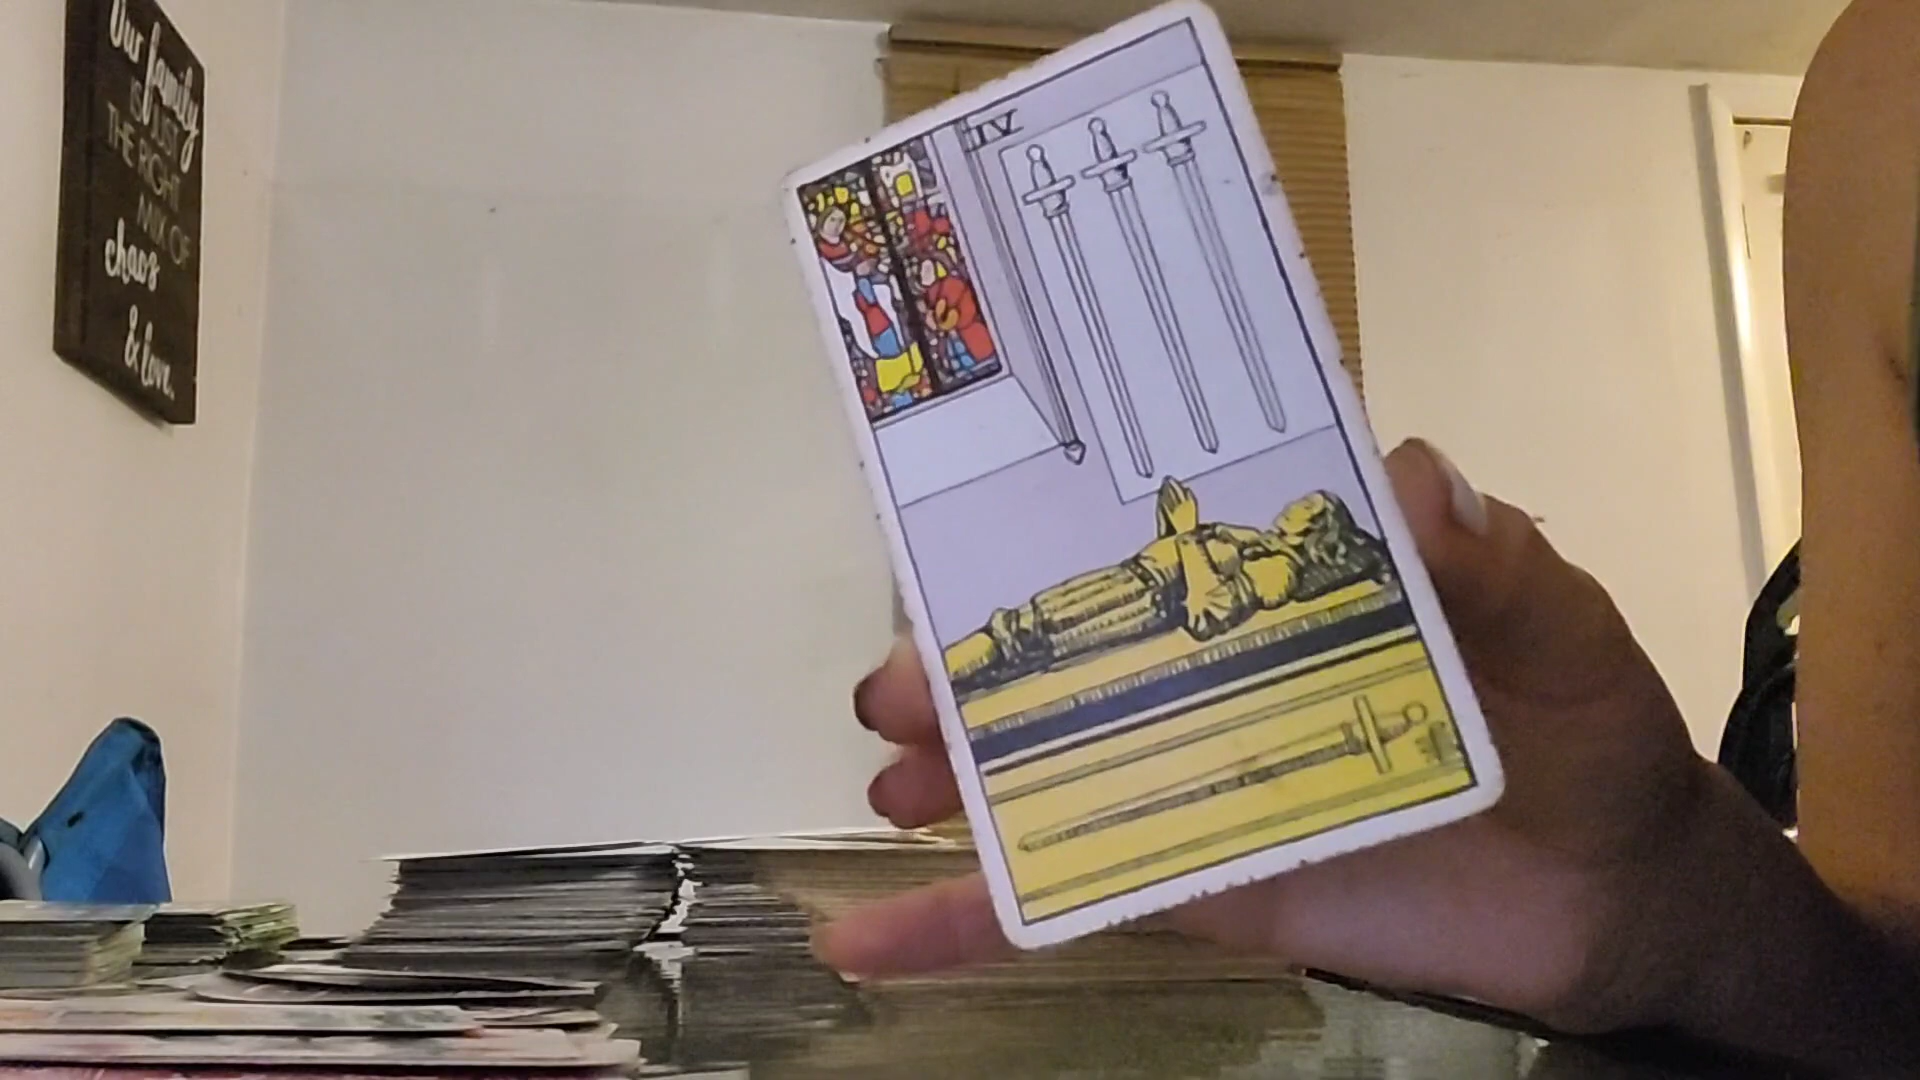 Our family
IS JUST
THE RIGHT
MIX OF
chaos
& love.
IV